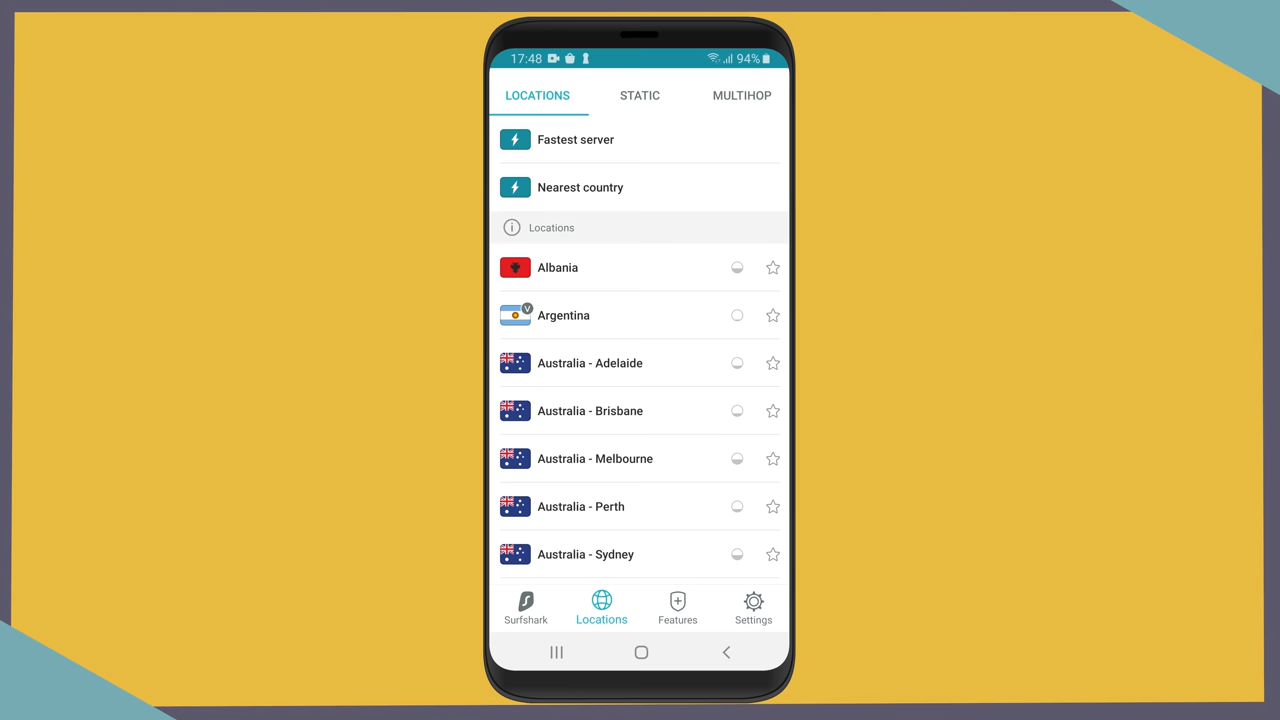 17:48 94%
LOCATIONS STATIC MULTIHOP
Fastest server
Nearest country
Locations
Albania
V
Argentina
Australia - Adelaide
Australia - Brisbane
Australia - Melbourne
Australia - Perth
Australia - Sydney
Surfshark Locations Features Settings